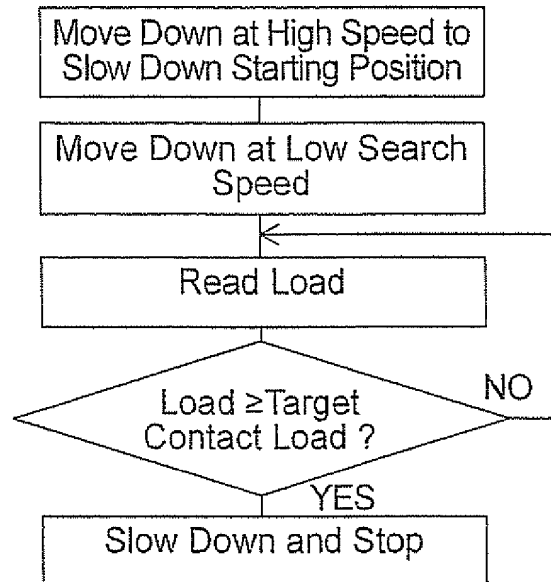 Move Down at High Speed to
Slow Down Starting Position
Move Down at Low Search
Speed
Read Load
Load ≥Target
Contact Load ?
NO
YES
Slow Down and Stop